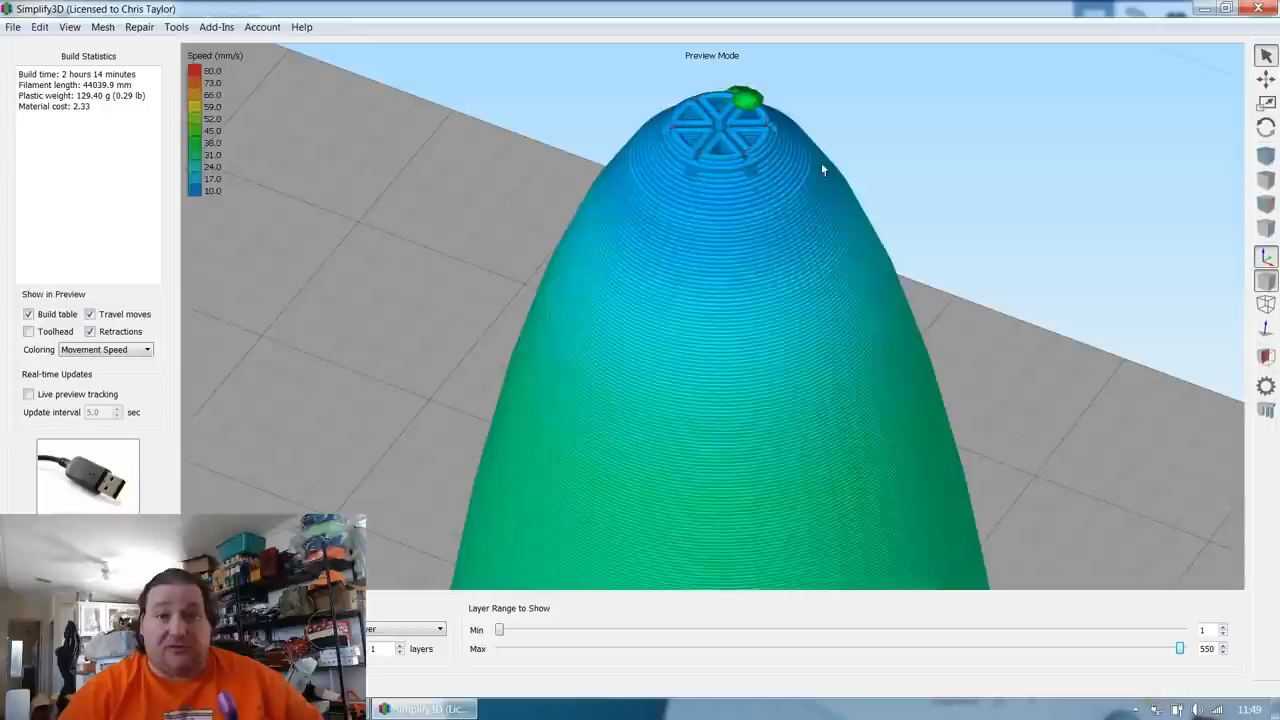 Simplify3D (Licensed to Chris Taylor)
File Edit View Mesh Repair Tools Add-Ins Account Help
Build Statistics
Build time: 2 hours 14 minutes
Filament length: 44039.9 mm
Plastic weight: 129.40 g (0.29 lb)
Material cost: 2.33
Speed (mm/s)
80.0
73.0
66.0
59.0
52.0
45.0
38.0
31.0
24.0
17.0
10.0
Preview Mode
Show in Preview
Build table Travel moves
Toolhead Retractions
Coloring Movement Speed
Real-time Updates
Live preview tracking
Update interval 5.0 sec
Layer Range to Show
Min 1
Max 550
1 layers
Simplify3D (Lic...
11:49